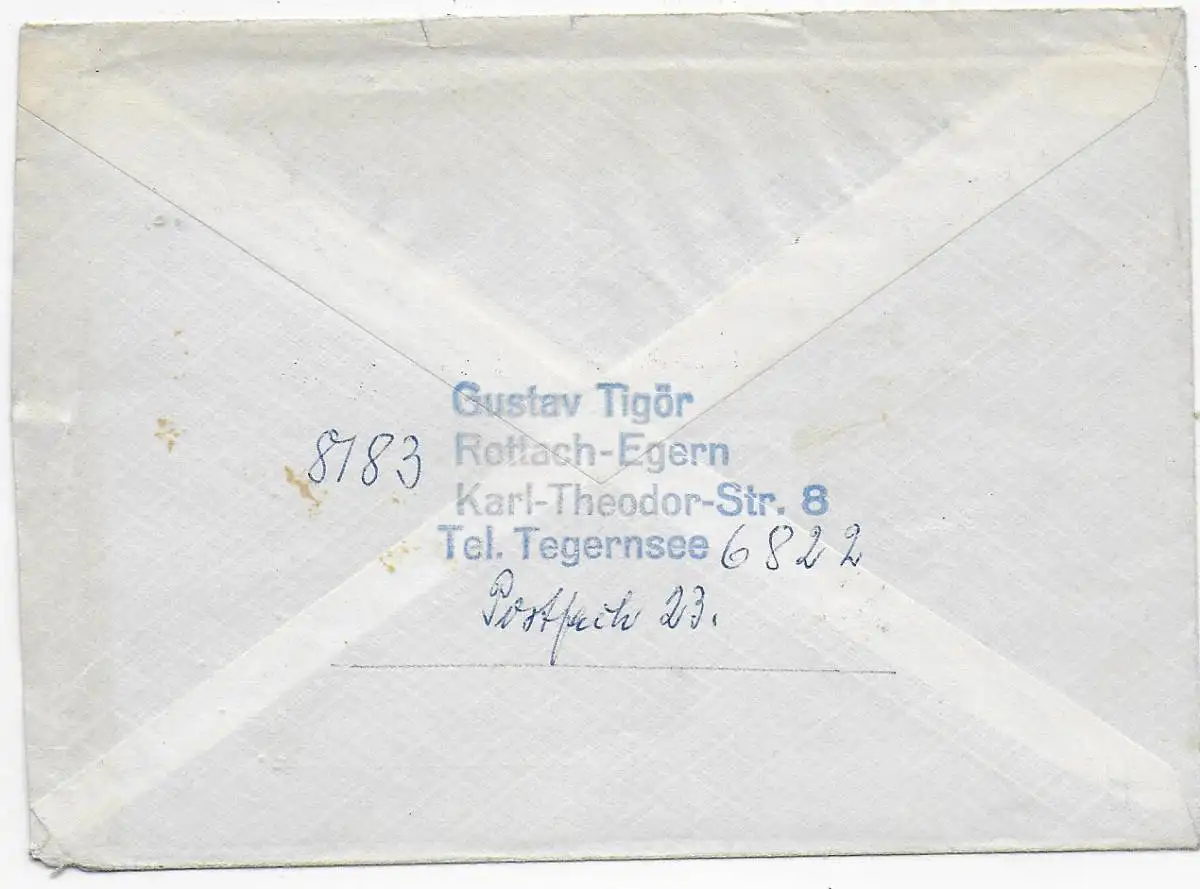 Gustav Tigör
8183 Rottach-Egern
Karl-Theodor-Str. 8
Tel. Tegernsee 6822
Postfach 23.